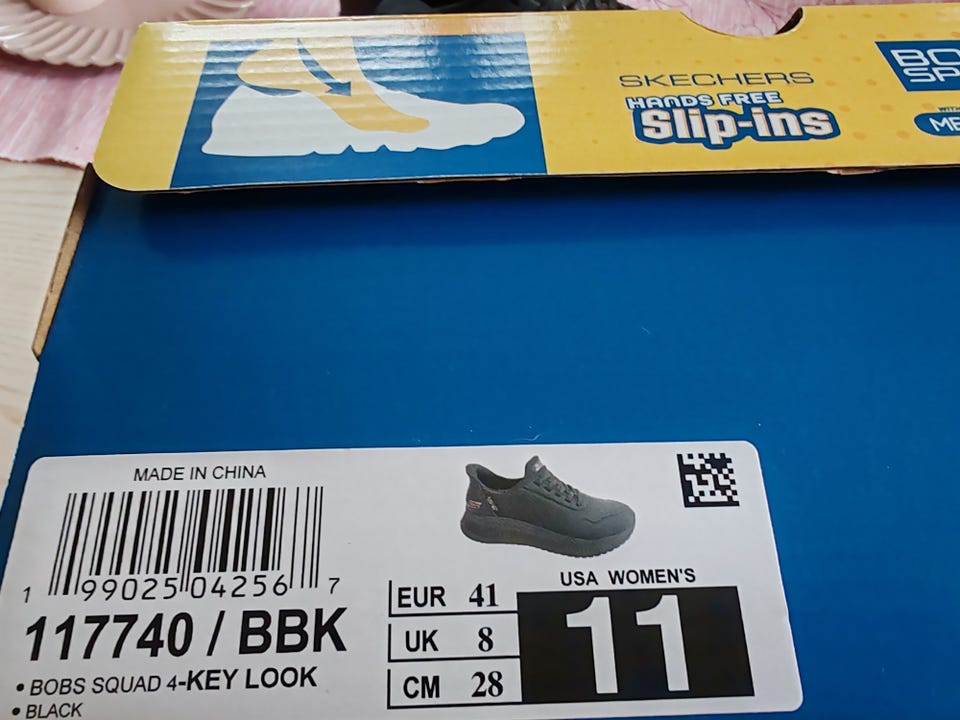 SKECHERS
HANDS FREE
Slip-ins
MADE IN CHINA
1 99025 04256 7
117740 / BBK
• BOBS SQUAD 4-KEY LOOK
• BLACK
EUR 41
UK 8
CM 28
USA WOMEN'S
11